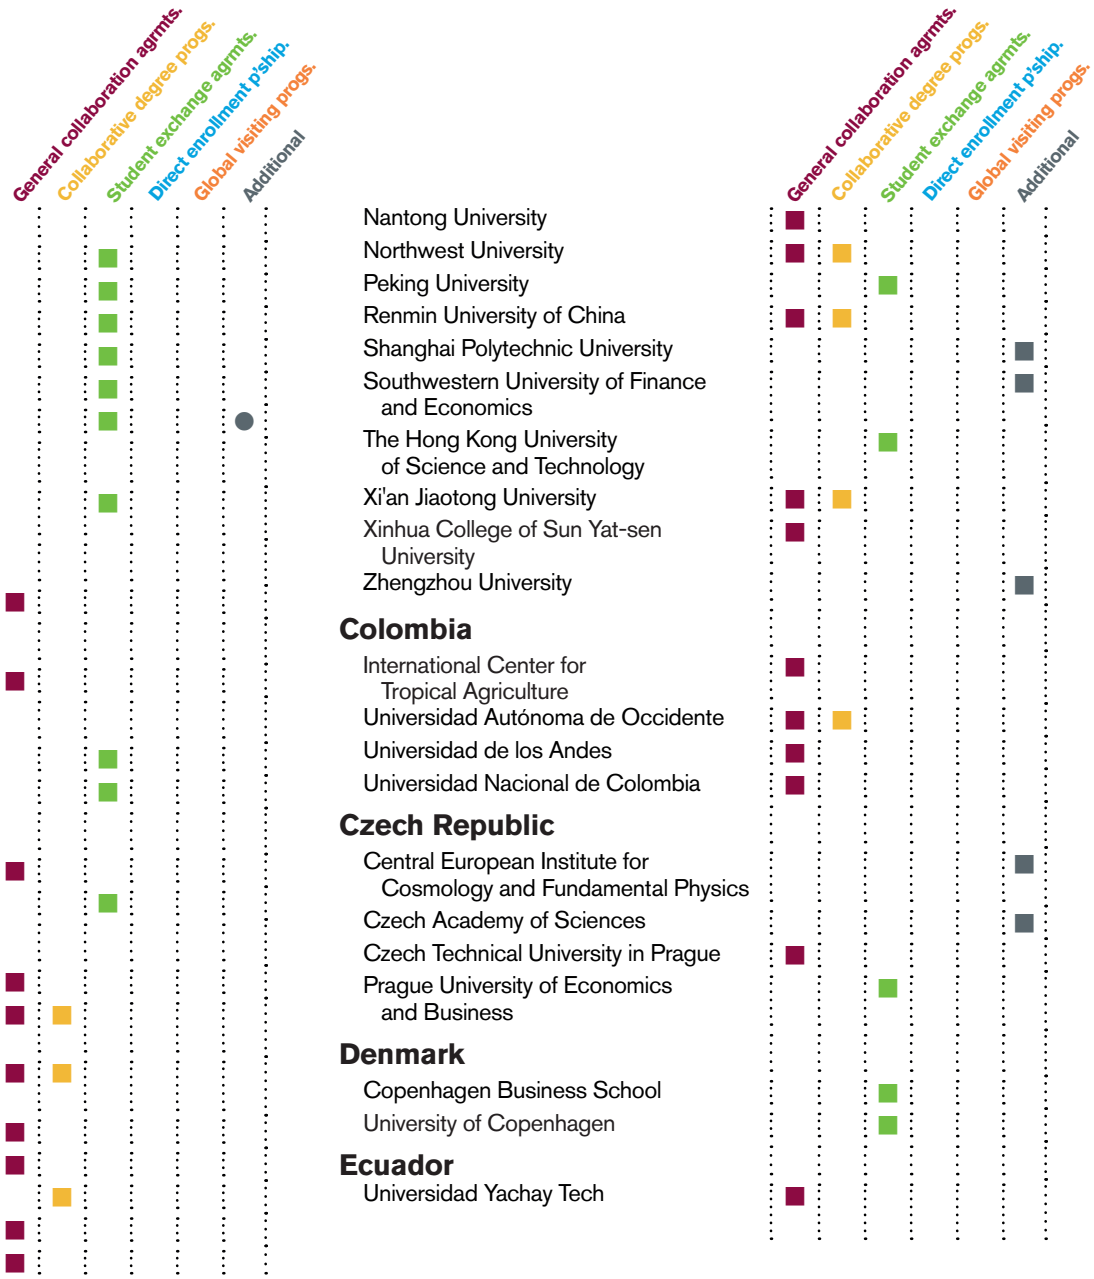 General collaboration agrmts.
Collaborative degree progs.
Student exchange agrmts.
Direct enrollment p'ship.
Global visiting progs.
Additional
General collaboration agrmts.
Collaborative degree progs.
Student exchange agrmts.
Direct enrollment p'ship.
Global visiting progs.
Additional
Nantong University
Northwest University
Peking University
Renmin University of China
Shanghai Polytechnic University
Southwestern University of Finance
and Economics
The Hong Kong University
of Science and Technology
Xi'an Jiaotong University
Xinhua College of Sun Yat-sen
University
Zhengzhou University
Colombia
International Center for
Tropical Agriculture
Universidad Autónoma de Occidente
Universidad de los Andes
Universidad Nacional de Colombia
Czech Republic
Central European Institute for
Cosmology and Fundamental Physics
Czech Academy of Sciences
Czech Technical University in Prague
Prague University of Economics
and Business
Denmark
Copenhagen Business School
University of Copenhagen
Ecuador
Universidad Yachay Tech